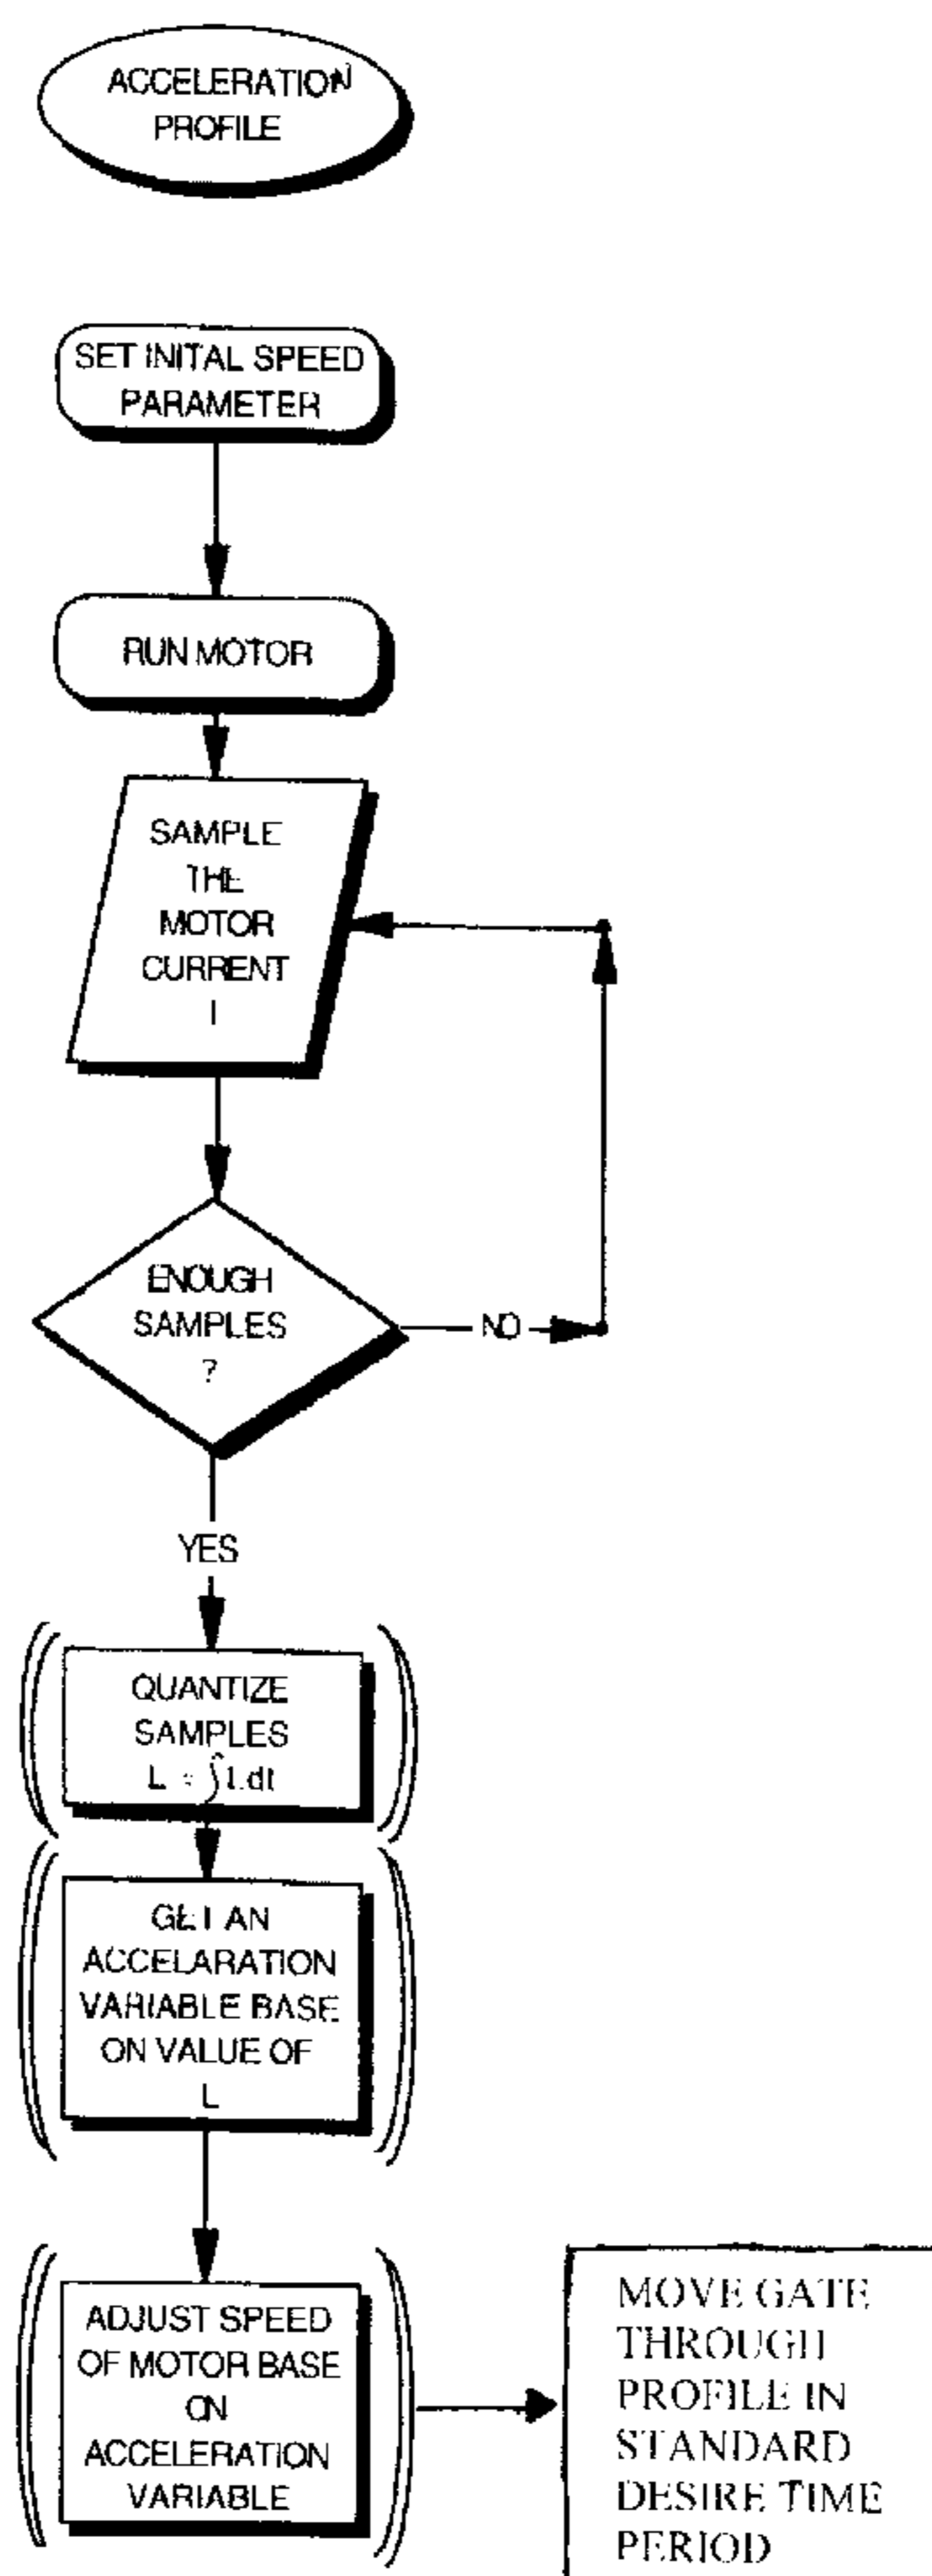 ACCELERATION
PROFILE
SET INITAL SPEED
PARAMETER
RUN MOTOR
SAMPLE
THE
MOTOR
CURRENT
I
ENOUGH
SAMPLES
?
NO
YES
QUANTIZE
SAMPLES
L = ∫ I.dt
GET AN
ACCELARATION
VARIABLE BASE
ON VALUE OF
L
ADJUST SPEED
OF MOTOR BASE
ON
ACCELERATION
VARIABLE
MOVE GATE
THROUGH
PROFILE IN
STANDARD
DESIRE TIME
PERIOD